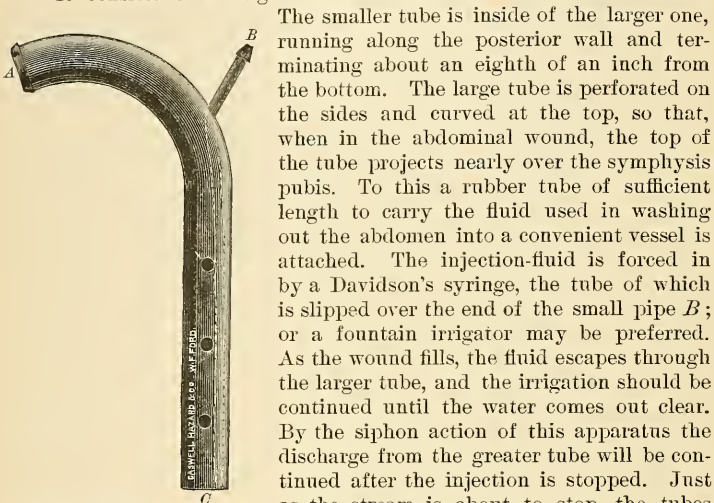 The smaller tube is inside of the larger one,
B
running along the posterior wall and ter-
A
minating about an eighth of an inch from
the bottom. The large tube is perforated on
the sides and curved at the top, so that,
when in the abdominal wound, the top of
the tube projects nearly over the symphysis
pubis. To this a rubber tube of sufficient
length to carry the fluid used in washing
out the abdomen into a convenient vessel is
attached. The injection-fluid is forced in
by a Davidson's syringe, the tube of which
is slipped over the end of the small pipe B;
or a fountain irrigator may be preferred.
As the wound fills, the fluid escapes through
the larger tube, and the irrigation should be
continued until the water comes out clear.
By the siphon action of this apparatus the
discharge from the greater tube will be con-
tinued after the injection is stopped. Just
CASWELL HAZARD & CO. W.F. FORD.
C